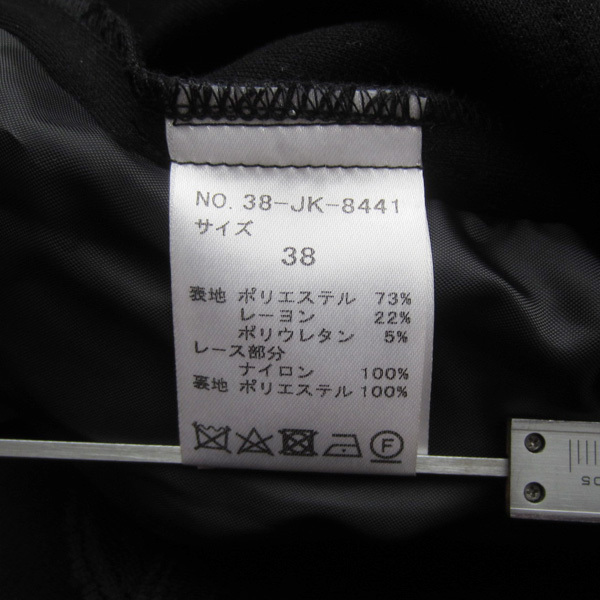 NO. 38-JK-8441
サイズ
38
表地 ポリエステル 73%
レーヨン 22%
ポリウレタン 5%
レース部分
ナイロン 100%
裏地 ポリエステル 100%
F
05